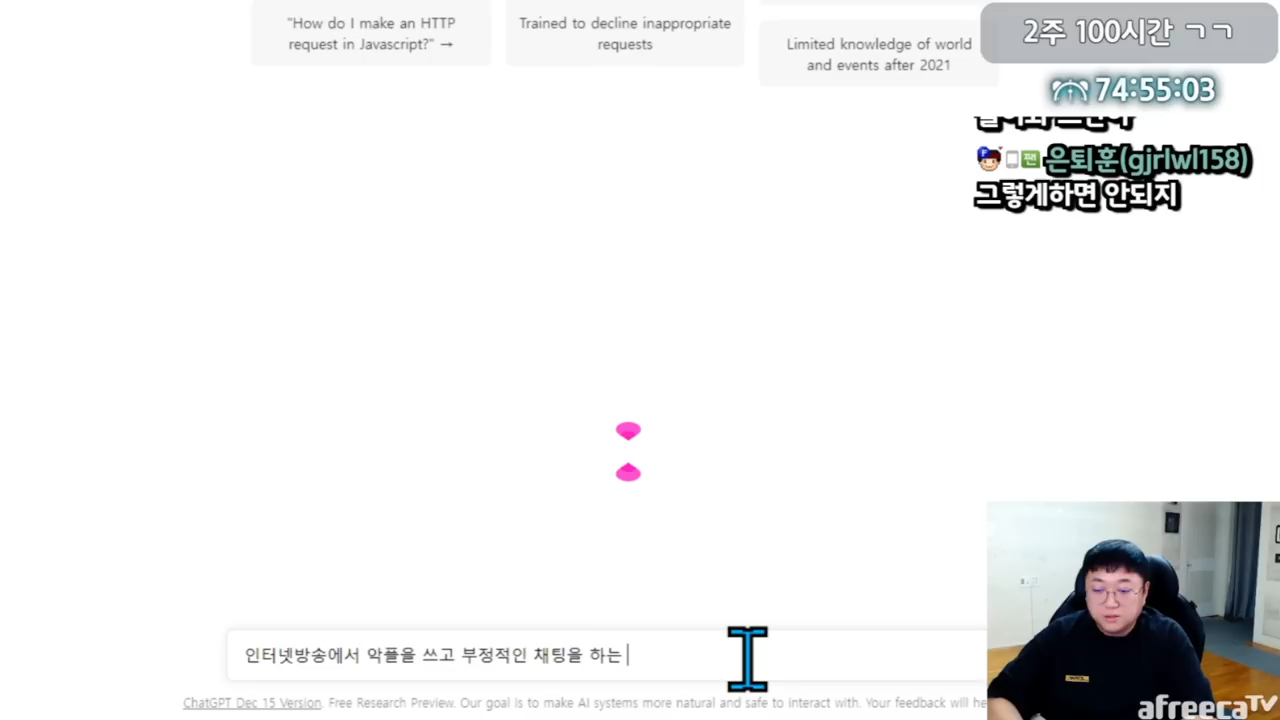 "How do I make an HTTP
request in Javascript?" →
Trained to decline inappropriate
requests
Limited knowledge of world
and events after 2021
2주 100시간 ㄱㄱ
74:55:03
은퇴훈(gjrlwl158)
그렇게하면 안되지
인터넷방송에서 악플을 쓰고 부정적인 채팅을 하는
ChatGPT Dec 15 Version. Free Research Preview. Our goal is to make AI systems more natural and safe to interact with. Your feedback will
afreecaTV